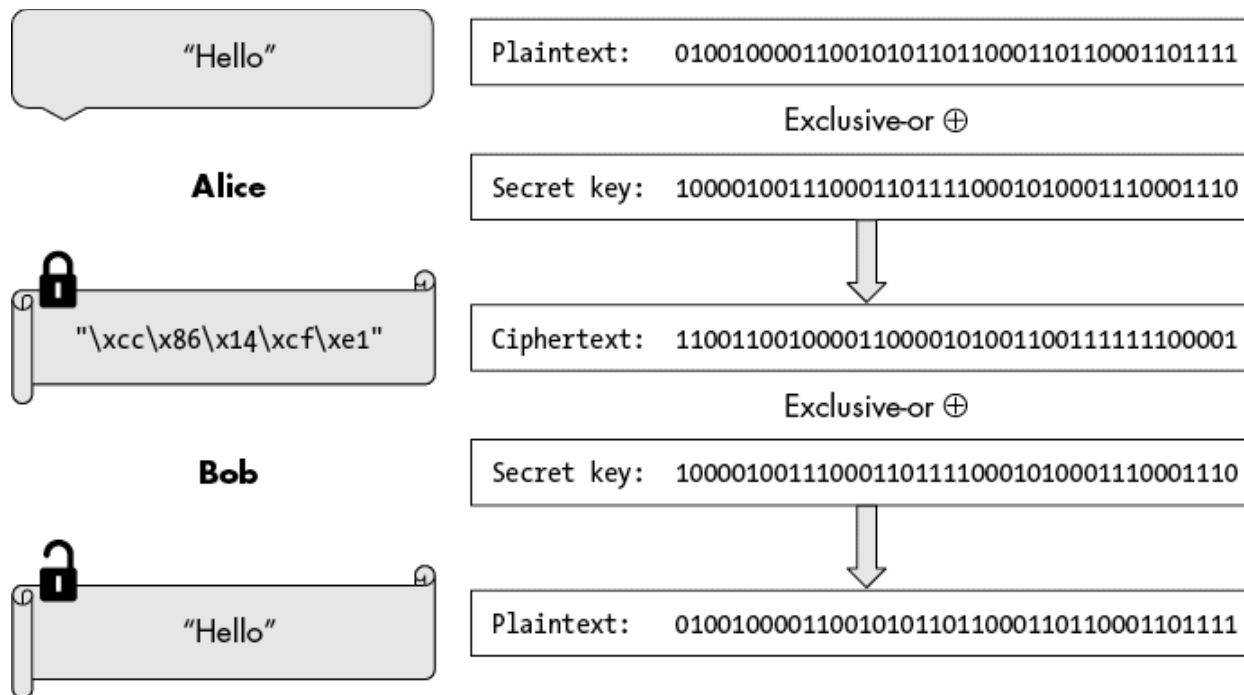 “Hello”
Plaintext: 0100100001100101011011000110110001101111
Exclusive-or ⊕
Alice
Secret key: 1000010011100011011110001010001110001110
"\xcc\x86\x14\xcf\xe1"
Ciphertext: 1100110010000110000101001100111111100001
Exclusive-or ⊕
Bob
Secret key: 1000010011100011011110001010001110001110
“Hello”
Plaintext: 0100100001100101011011000110110001101111